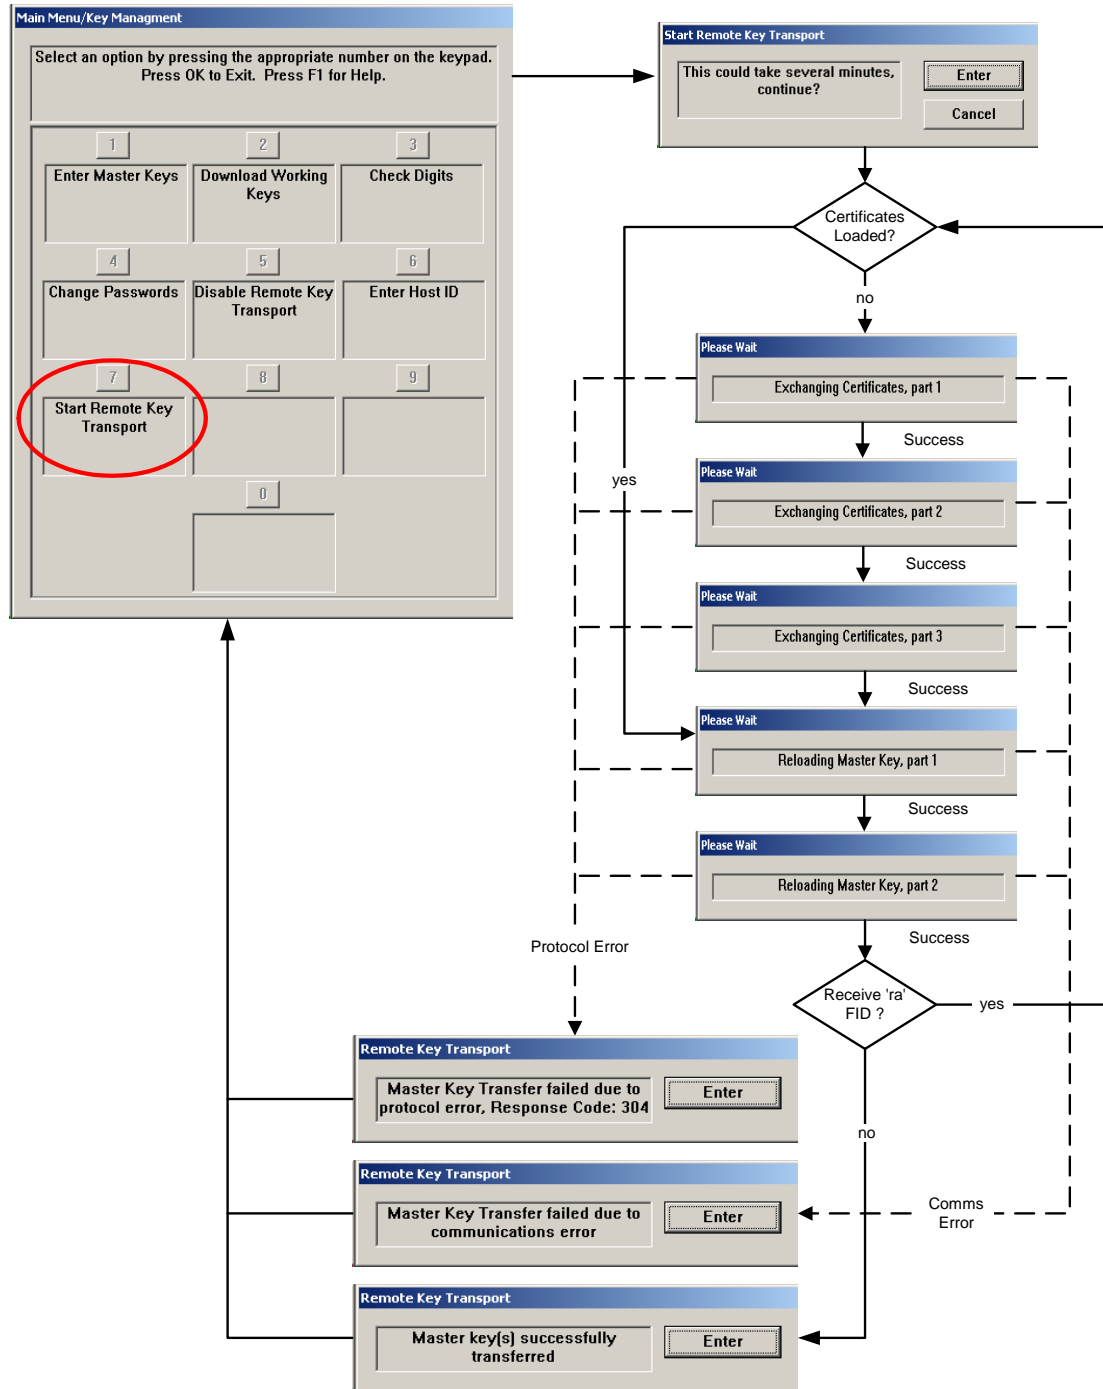 Main Menu/Key Managment
Select an option by pressing the appropriate number on the keypad.
Press OK to Exit.  Press F1 for Help.
1
2
3
Enter Master Keys
Download Working
Keys
Check Digits
4
5
6
Change Passwords
Disable Remote Key
Transport
Enter Host ID
7
8
9
Start Remote Key
Transport
0
Start Remote Key Transport
This could take several minutes,
continue?
Enter
Cancel
Certificates
Loaded?
no
yes
Please Wait
Exchanging Certificates, part 1
Success
Please Wait
Exchanging Certificates, part 2
Success
Please Wait
Exchanging Certificates, part 3
Success
Please Wait
Reloading Master Key, part 1
Success
Please Wait
Reloading Master Key, part 2
Success
Protocol Error
Receive 'ra'
FID ?
yes
no
Remote Key Transport
Master Key Transfer failed due to
protocol error, Response Code: 304
Enter
Remote Key Transport
Master Key Transfer failed due to
communications error
Enter
Comms
Error
Remote Key Transport
Master key(s) successfully
transferred
Enter